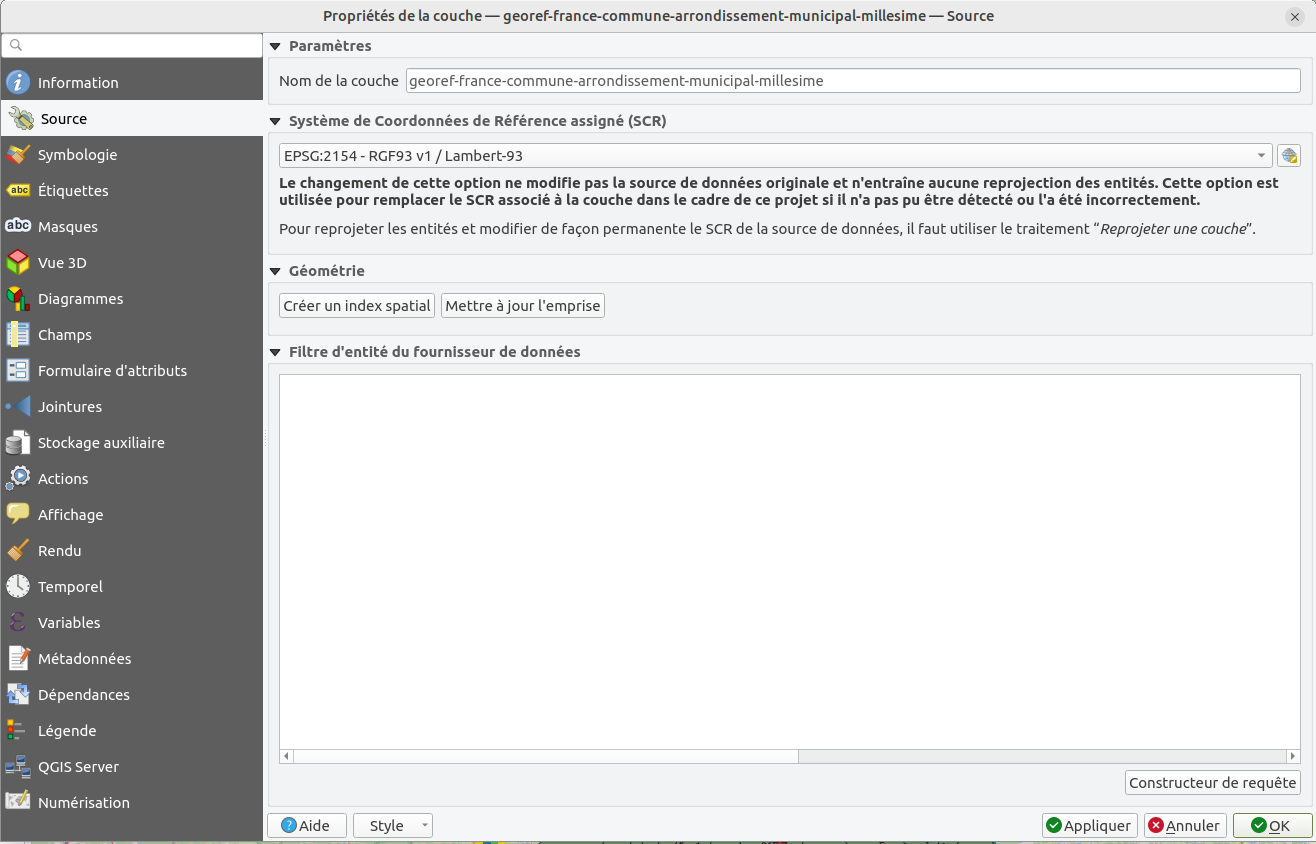 Propriétés de la couche — georef-france-commune-arrondissement-municipal-millesime — Source
Information
Source
Symbologie
abc Étiquettes
abc Masques
Vue 3D
Diagrammes
Champs
Formulaire d'attributs
Jointures
Stockage auxiliaire
Actions
Affichage
Rendu
Temporel
Variables
Métadonnées
Dépendances
Légende
QGIS Server
Numérisation
Paramètres
Nom de la couche georef-france-commune-arrondissement-municipal-millesime
Système de Coordonnées de Référence assigné (SCR)
EPSG:2154 - RGF93 v1 / Lambert-93
Le changement de cette option ne modifie pas la source de données originale et n'entraîne aucune reprojection des entités. Cette option est
utilisée pour remplacer le SCR associé à la couche dans le cadre de ce projet si il n'a pas pu être détecté ou l'a été incorrectement.
Pour reprojeter les entités et modifier de façon permanente le SCR de la source de données, il faut utiliser le traitement “Reprojeter une couche”.
Géométrie
Créer un index spatial Mettre à jour l'emprise
Filtre d'entité du fournisseur de données
Constructeur de requête
Aide Style Appliquer Annuler OK